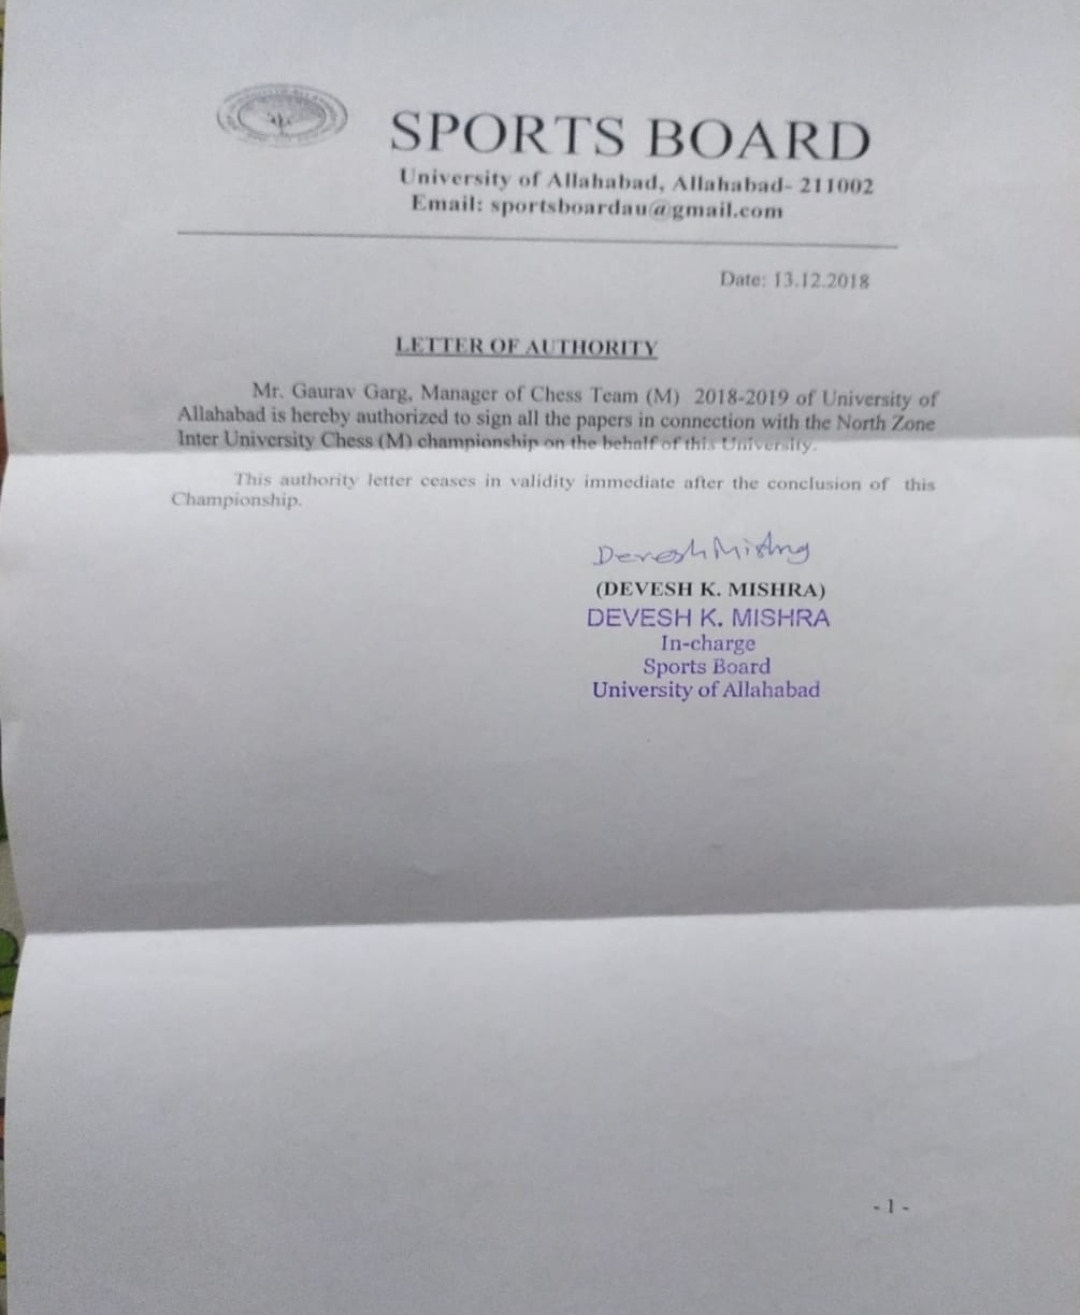 SPORTS BOARD
University of Allahabad, Allahabad- 211002
Email: sportsboardau@gmail.com
Date: 13.12.2018
LETTER OF AUTHORITY
Mr. Gaurav Garg, Manager of Chess Team (M) 2018-2019 of University of
Allahabad is hereby authorized to sign all the papers in connection with the North Zone
Inter University Chess (M) championship on the behalf of this University.
This authority letter ceases in validity immediate after the conclusion of this
Championship.
Devesh Mishra
(DEVESH K. MISHRA)
DEVESH K. MISHRA
In-charge
Sports Board
University of Allahabad
- 1 -